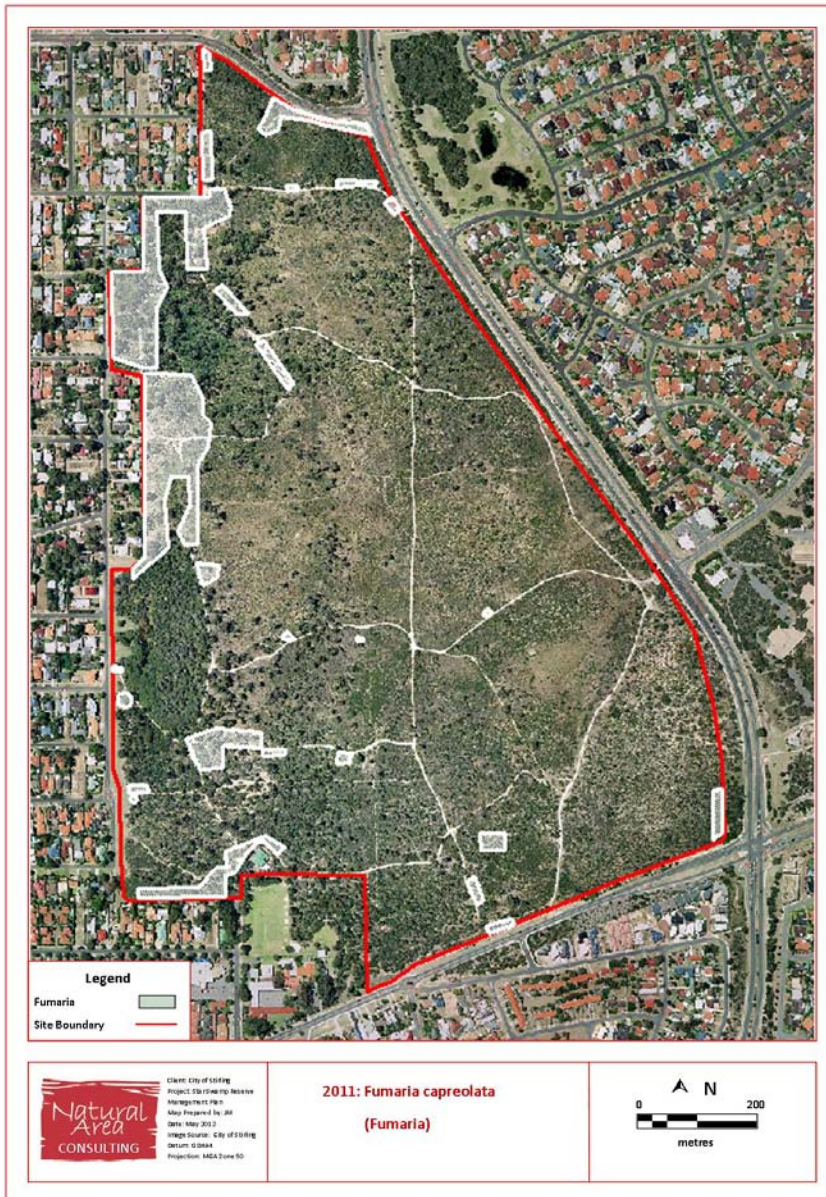 Legend
Fumaria
Site Boundary
Natural
Area
CONSULTING
Client: City of Stirling
Project: Star Swamp Reserve
Management Plan
Map Prepared by: JM
Date: May 2012
Image Source: City of Stirling
Datum: GDA94
Projection: MGA Zone 50
2011: Fumaria capreolata
(Fumaria)
N
0 200
metres